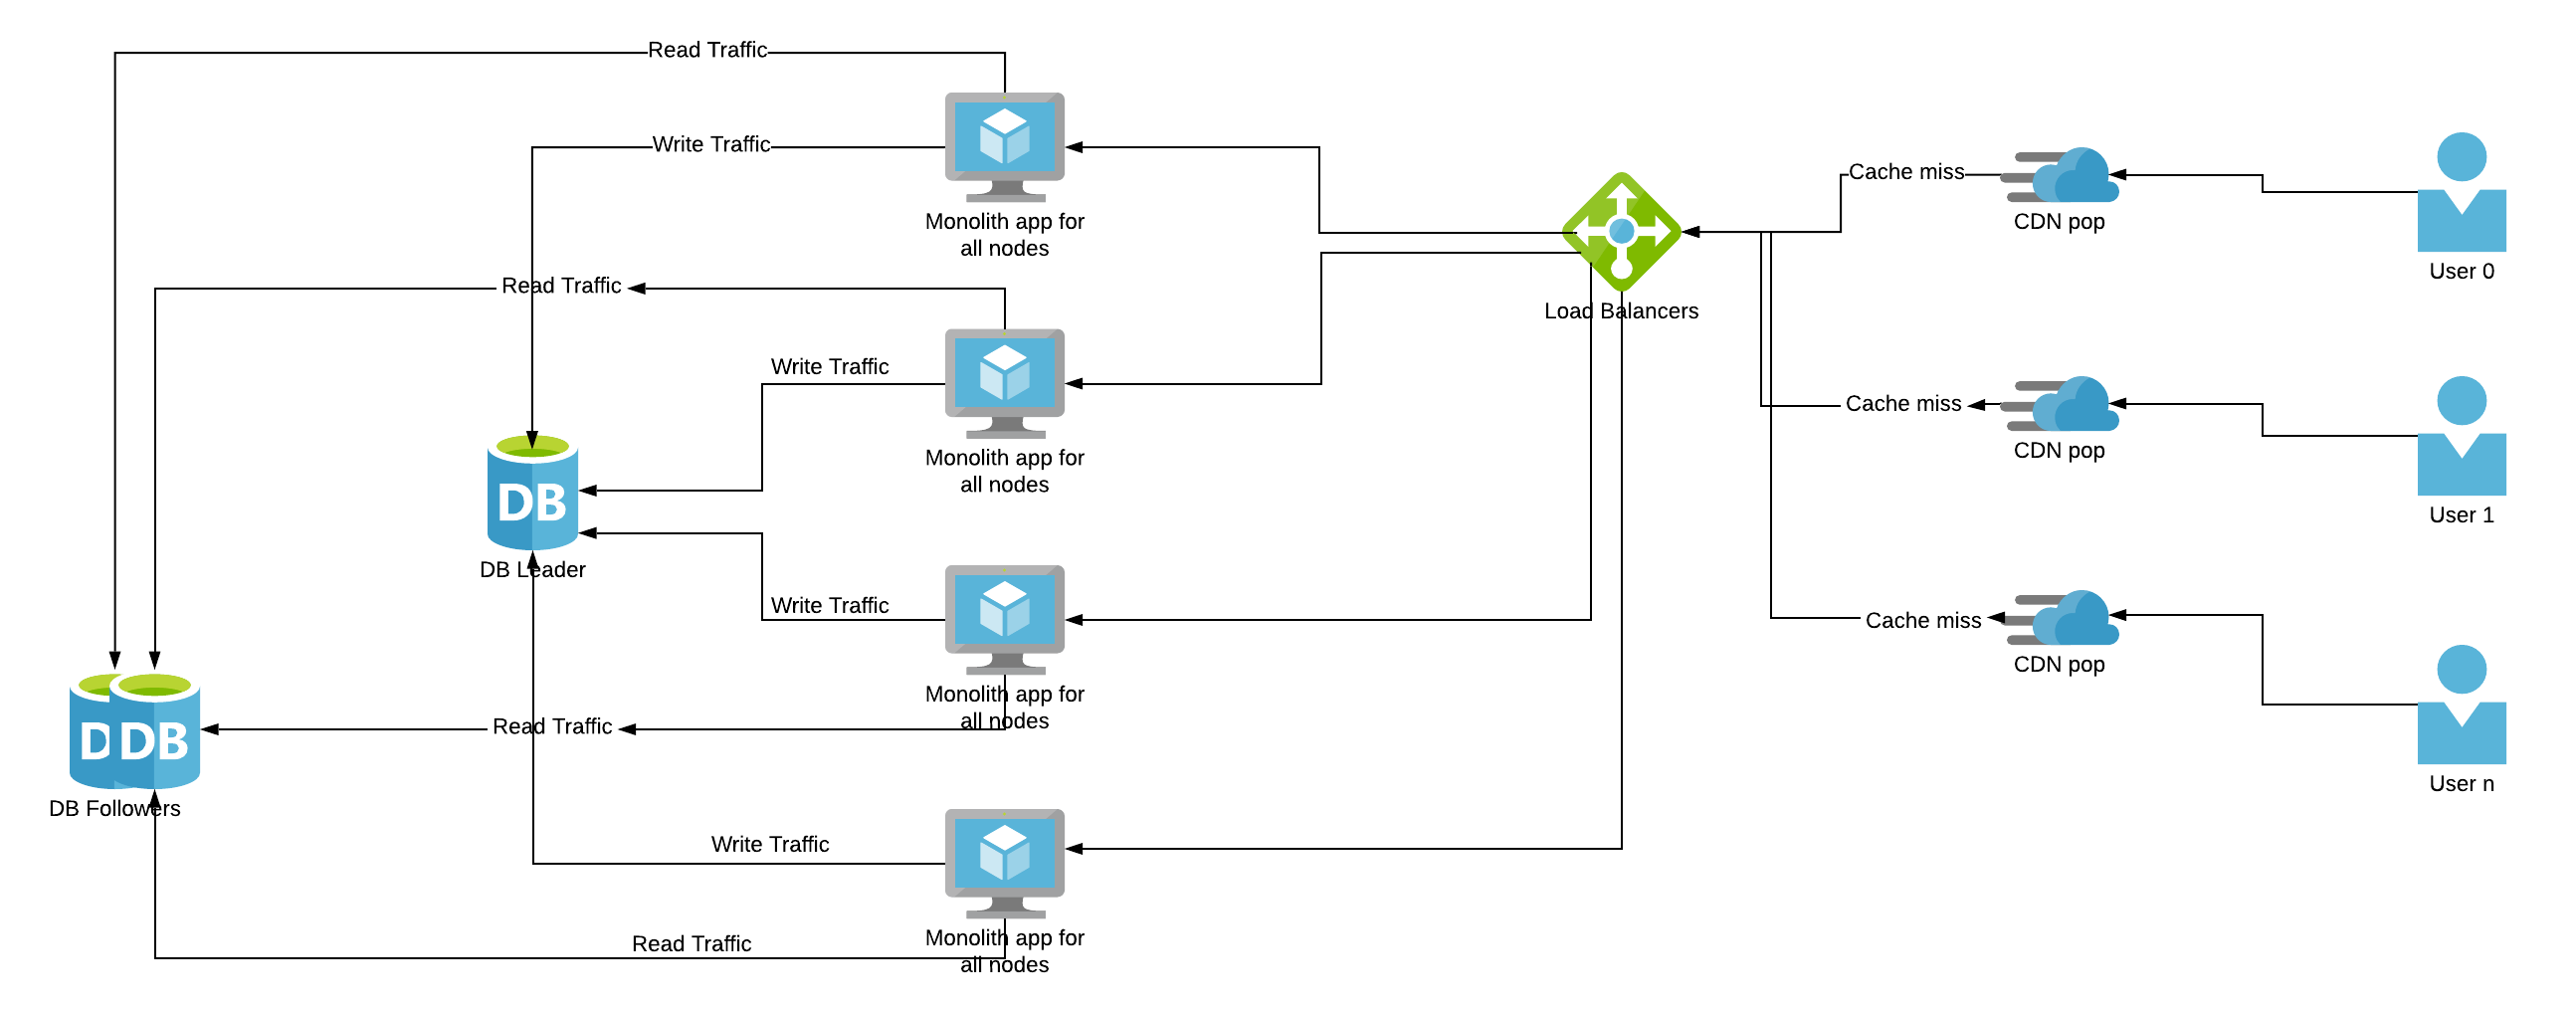 Read Traffic
Write Traffic
Monolith app for
all nodes
Cache miss
CDN pop
User 0
Read Traffic
Load Balancers
Write Traffic
Monolith app for
all nodes
Cache miss
CDN pop
User 1
DB
DB Leader
Write Traffic
Monolith app for
all nodes
Cache miss
CDN pop
User n
Read Traffic
D
DB
DB Followers
Write Traffic
Monolith app for
all nodes
Read Traffic